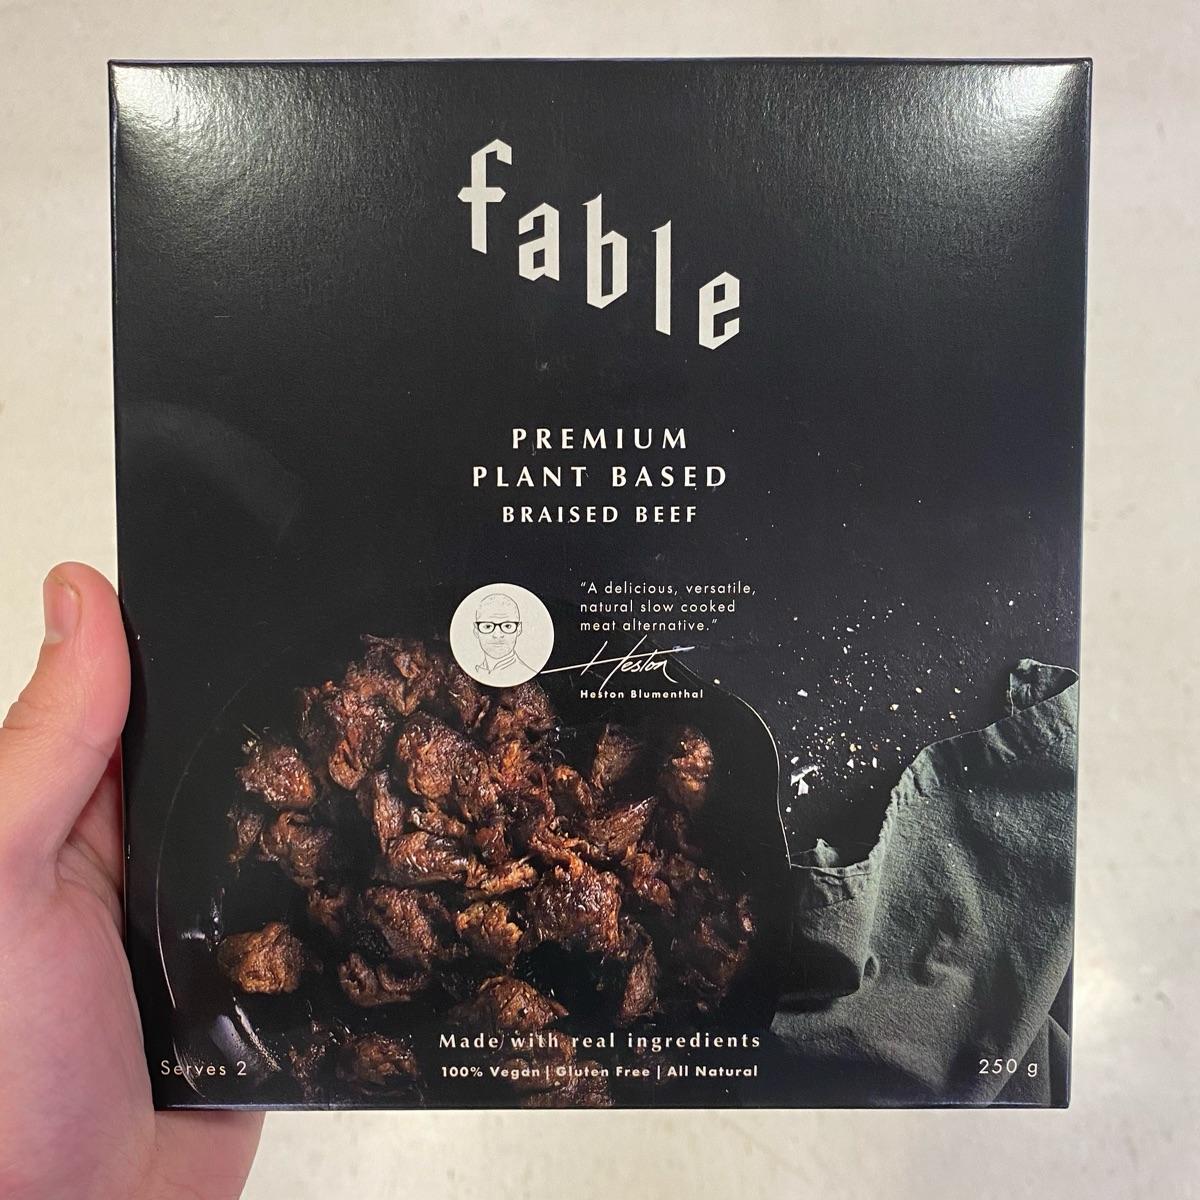 fable
PREMIUM
PLANT BASED
BRAISED BEEF
“A delicious, versatile,
natural slow cooked
meat alternative.”
Heston
Heston Blumenthal
Made with real ingredients
Serves 2
100% Vegan | Gluten Free | All Natural
250 g